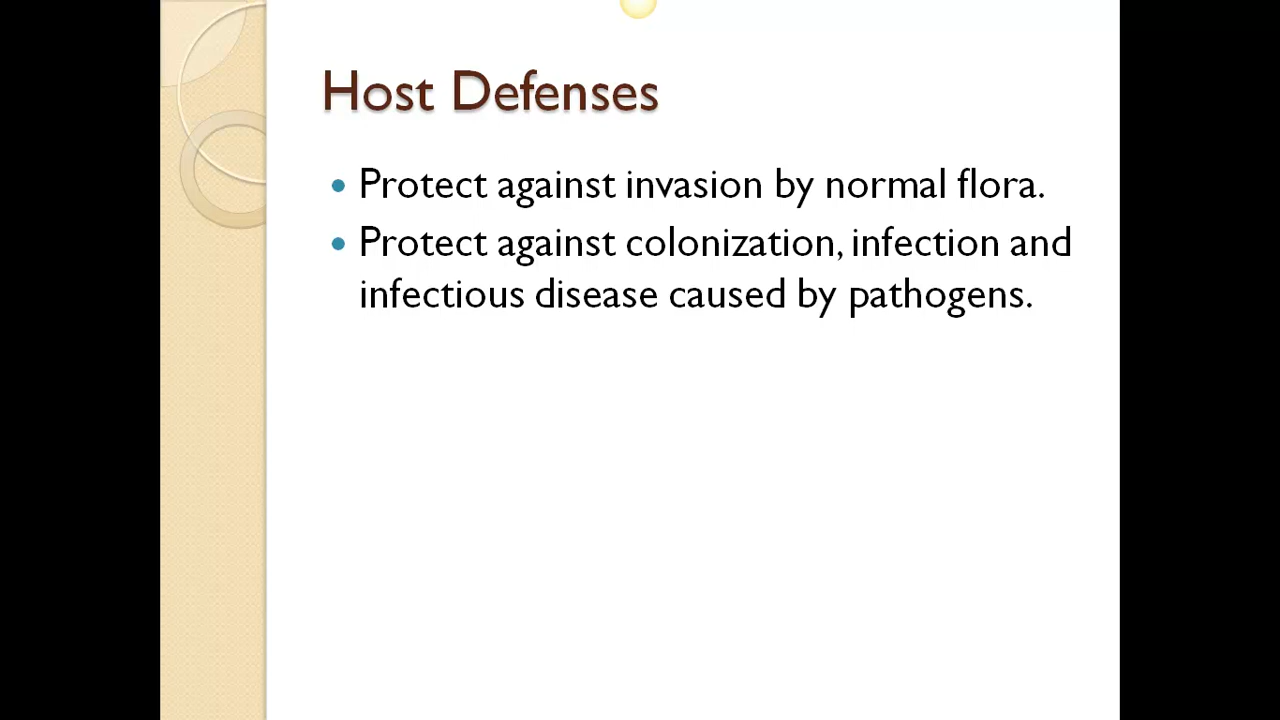 Host Defenses
• Protect against invasion by normal flora.
• Protect against colonization, infection and
infectious disease caused by pathogens.